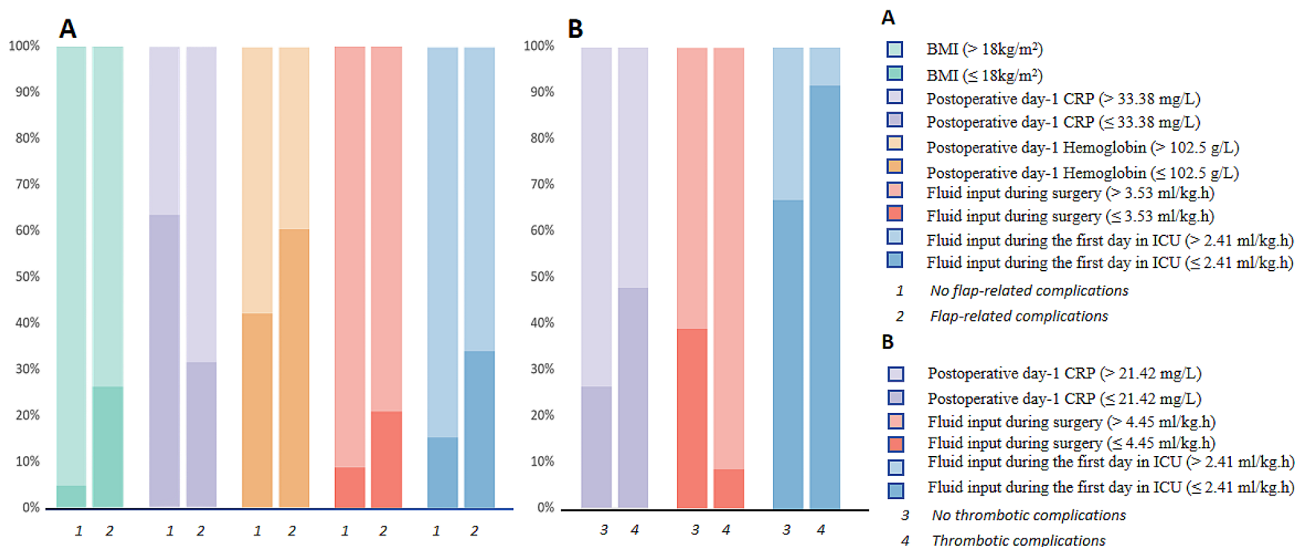 A
100%
90%
80%
70%
60%
50%
40%
30%
20%
10%
0%
1 2 1 2 1 2 1 2 1 2
B
100%
90%
80%
70%
60%
50%
40%
30%
20%
10%
0%
3 4 3 4 3 4
A
BMI (> 18kg/m²)
BMI (≤ 18kg/m²)
Postoperative day-1 CRP (> 33.38 mg/L)
Postoperative day-1 CRP (≤ 33.38 mg/L)
Postoperative day-1 Hemoglobin (> 102.5 g/L)
Postoperative day-1 Hemoglobin (≤ 102.5 g/L)
Fluid input during surgery (> 3.53 ml/kg.h)
Fluid input during surgery (≤ 3.53 ml/kg.h)
Fluid input during the first day in ICU (> 2.41 ml/kg.h)
Fluid input during the first day in ICU (≤ 2.41 ml/kg.h)
1 No flap-related complications
2 Flap-related complications
B
Postoperative day-1 CRP (> 21.42 mg/L)
Postoperative day-1 CRP (≤ 21.42 mg/L)
Fluid input during surgery (> 4.45 ml/kg.h)
Fluid input during surgery (≤ 4.45 ml/kg.h)
Fluid input during the first day in ICU (> 2.41 ml/kg.h)
Fluid input during the first day in ICU (≤ 2.41 ml/kg.h)
3 No thrombotic complications
4 Thrombotic complications